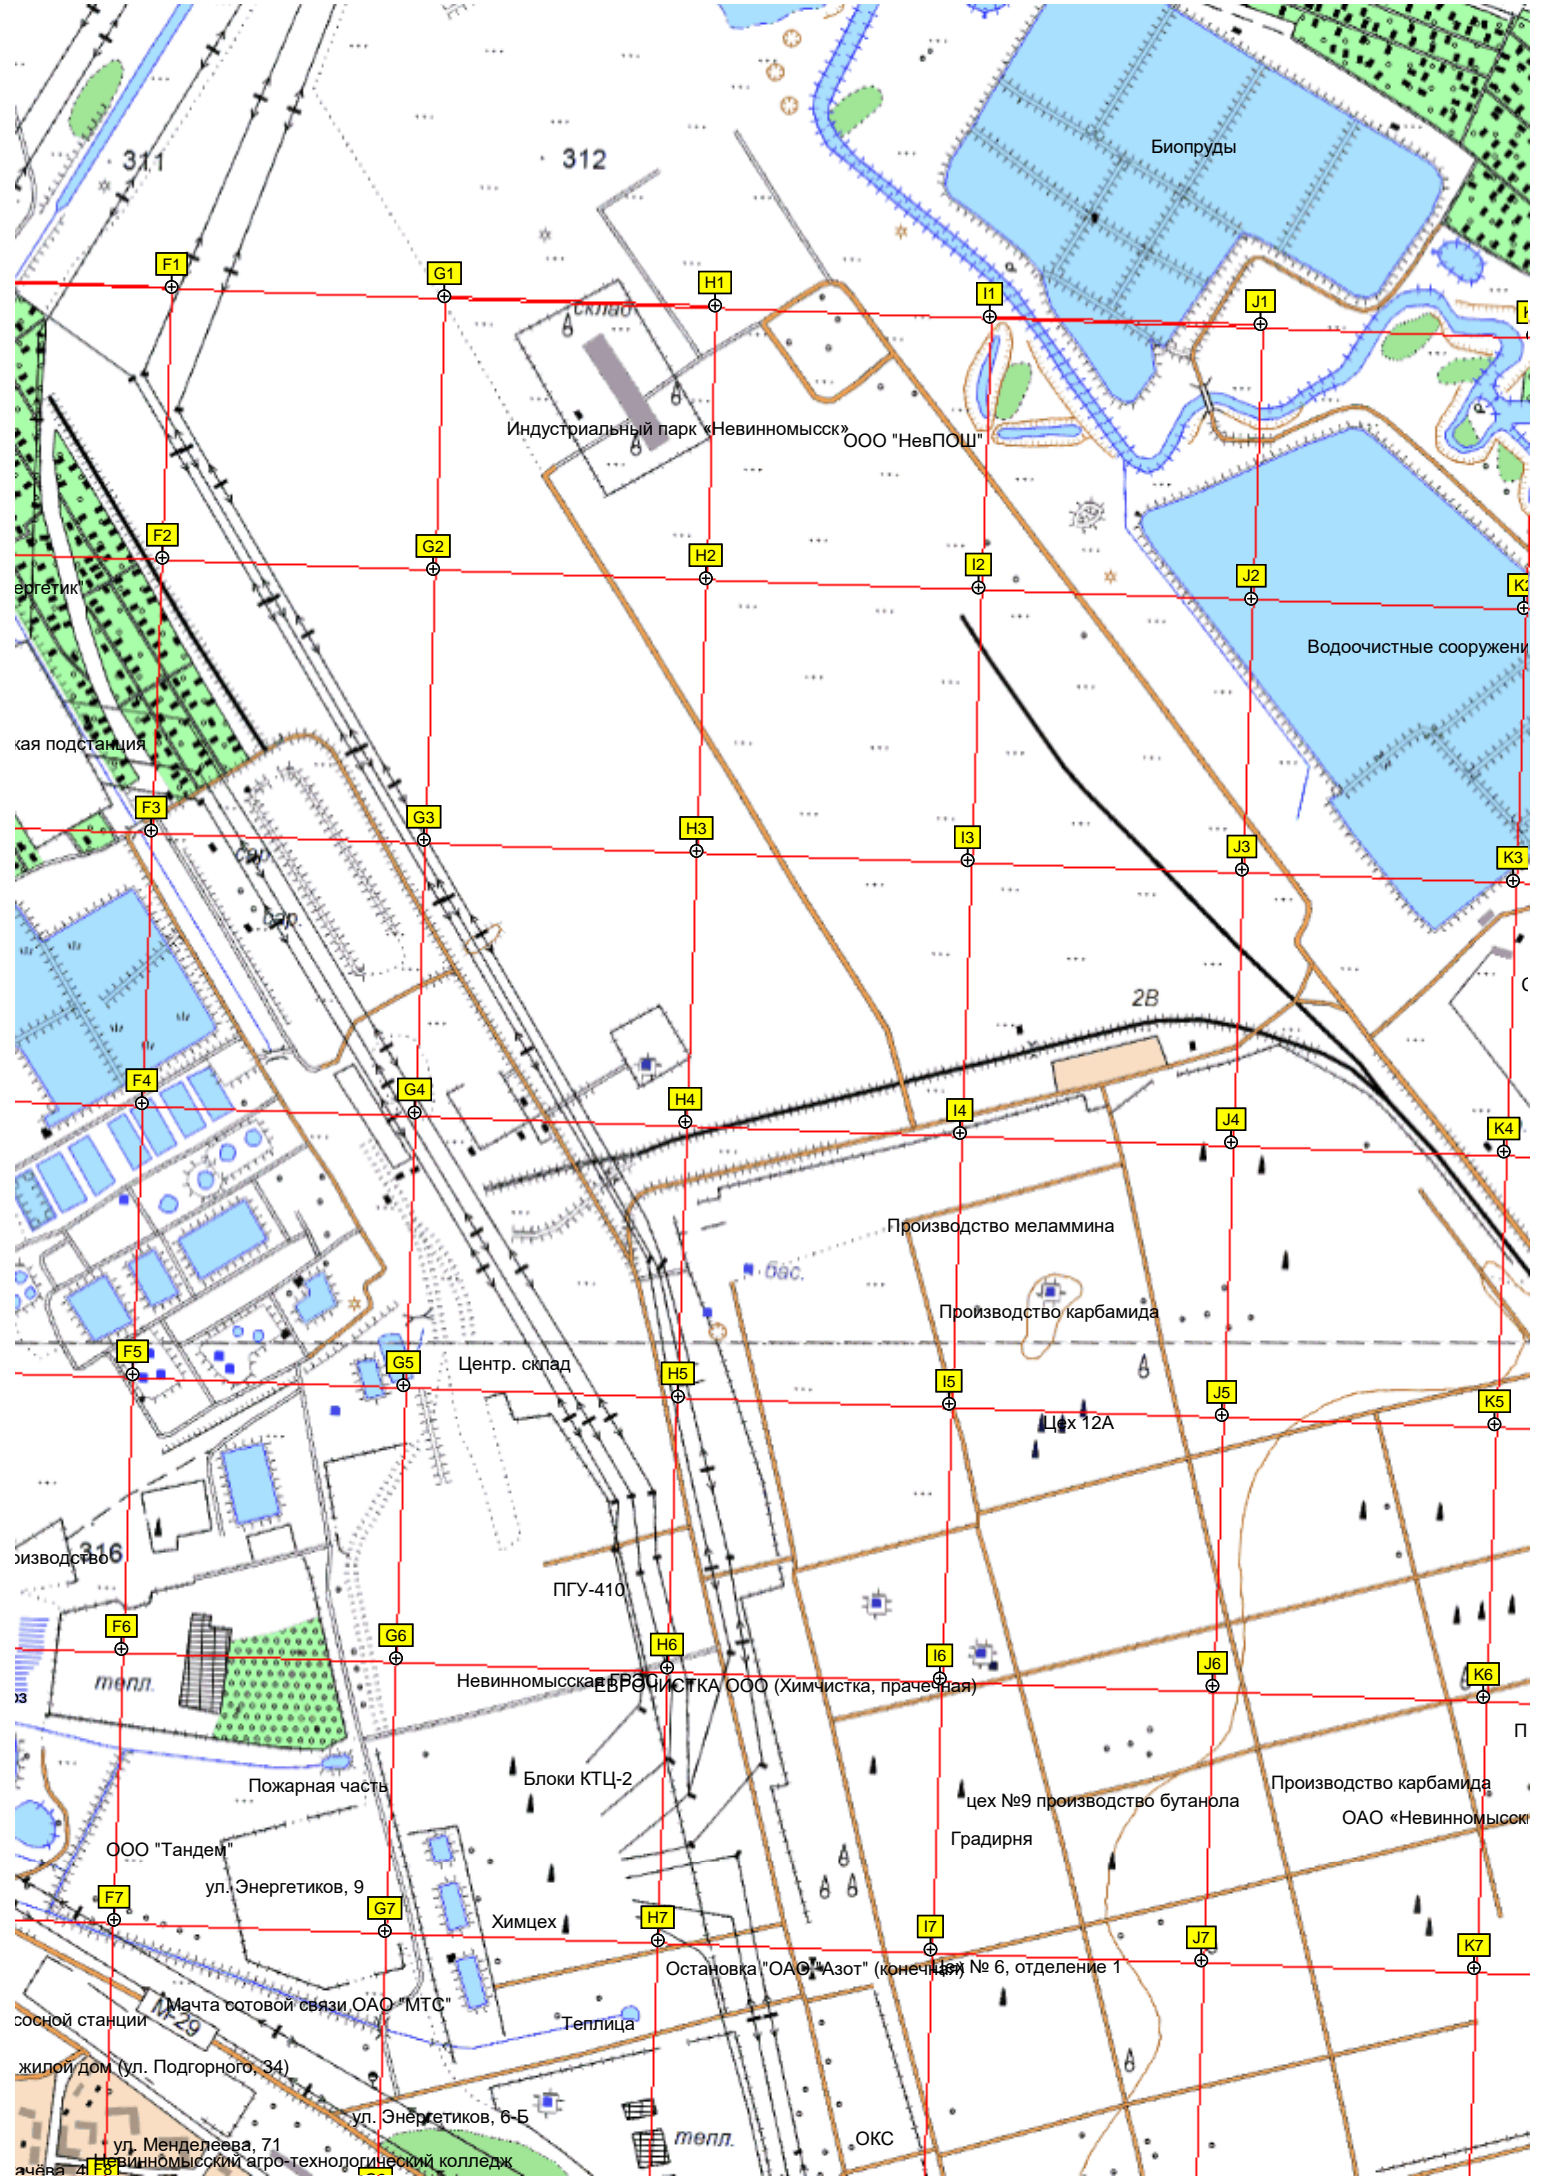 Биопруды
311
312
F1
G1
H1
I1
J1
склад
Индустриальный парк «Невинномысск»
ООО "НевПОШ"
F2
G2
H2
I2
J2
K2
ергетик"
Водоочистные сооружени
кая подстанция
F3
G3
H3
I3
J3
K3
бар.
бар.
2В
F4
G4
H4
I4
J4
K4
Производство меламмина
бас.
Производство карбамида
F5
G5
Центр. склад
H5
I5
J5
K5
Цех 12А
оизводство
316
ПГУ-410
F6
G6
H6
I6
J6
K6
тепл.
Невинномысская ГРЭС
ЕВРОЧИСТКА ООО (Химчистка, прачечная)
оз
П
Пожарная часть
Блоки КТЦ-2
Производство карбамида
цех №9 производство бутанола
ОАО «Невинномысск
Градирня
ООО "Тандем"
ул. Энергетиков, 9
F7
G7
Химцех
H7
I7
J7
K7
Остановка "ОАО "Азот" (конечная)
Цех № 6, отделение 1
Мачта сотовой связи ОАО "МТС"
М-29
сосной станции
Теплица
жилой дом (ул. Подгорного, 34)
ул. Энергетиков, 6-Б
ул. Менделеева, 71
тепл.
ОКС
Невинномысский агро-технологический колледж
ачёва, 4
F8